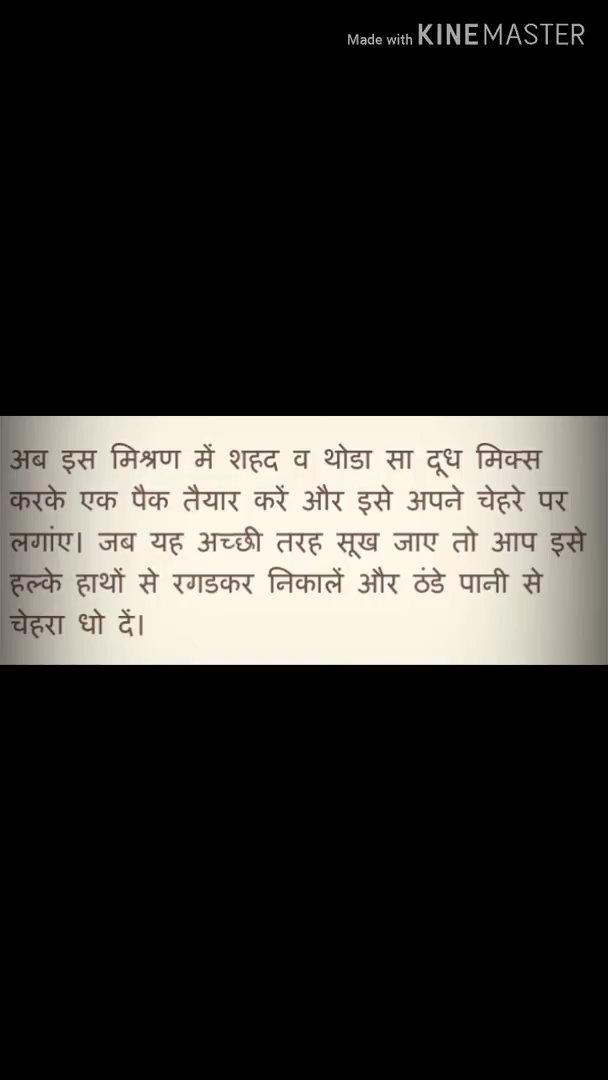 Made with KINEMASTER
अब इस मिश्रण में शहद व थोडा सा दूध मिक्स
करके एक पैक तैयार करें और इसे अपने चेहरे पर
लगांए। जब यह अच्छी तरह सूख जाए तो आप इसे
हल्के हाथों से रगडकर निकालें और ठंडे पानी से
चेहरा धो दें।